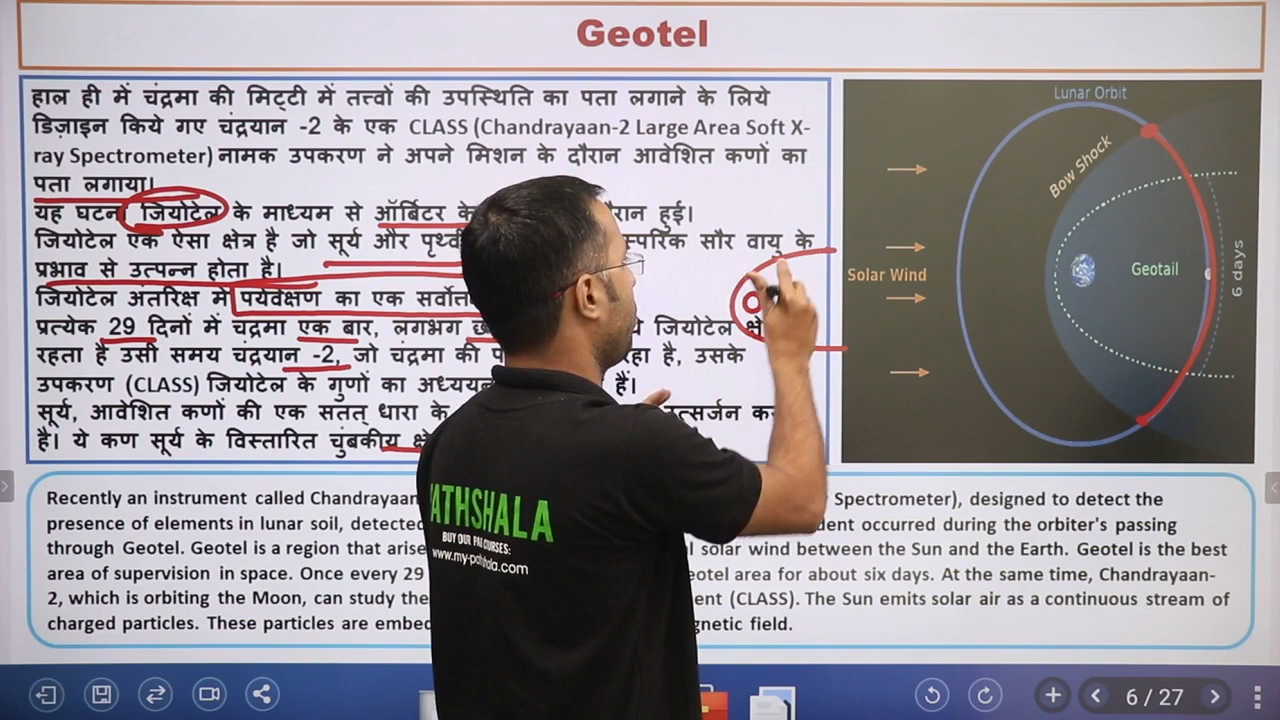 Geotel
हाल ही में चंद्रमा की मिट्टी में तत्त्वों की उपस्थिति का पता लगाने के लिये
डिज़ाइन किये गए चंद्रयान -2 के एक CLASS (Chandrayaan-2 Large Area Soft X-
ray Spectrometer) नामक उपकरण ने अपने मिशन के दौरान आवेशित कणों का
पता लगाया।
यह घटना जियोटेल के माध्यम से ऑर्बिटर के रान हुई।
जियोटेल एक ऐसा क्षेत्र है जो सूर्य और पृथ्वी स्परिक सौर वायु के
प्रभाव से उत्पन्न होता है।
जियोटेल अंतरिक्ष में पर्यवेक्षण का एक सर्वोत्त
प्रत्येक 29 दिनों में चंद्रमा एक बार, लगभग जियोटेल
रहता है उसी समय चंद्रयान -2, जो चंद्रमा की रहा है, उसके
उपकरण (CLASS) जियोटेल के गुणों का अध्ययन हैं।
सूर्य, आवेशित कणों की एक सतत् धारा के त्सर्जन
है। ये कण सूर्य के विस्तारित चुंबकीय
Lunar Orbit
Bow Shock
Solar Wind
Geotail
6 days
Recently an instrument called Chandrayaan Spectrometer), designed to detect the
presence of elements in lunar soil, detected dent occurred during the orbiter's passing
through Geotel. Geotel is a region that arise l solar wind between the Sun and the Earth. Geotel is the best
area of supervision in space. Once every 29 eotel area for about six days. At the same time, Chandrayaan-
2, which is orbiting the Moon, can study the ent (CLASS). The Sun emits solar air as a continuous stream of
charged particles. These particles are embed gnetic field.
PATHSHALA
BUY OUR COURSES:
6 / 27